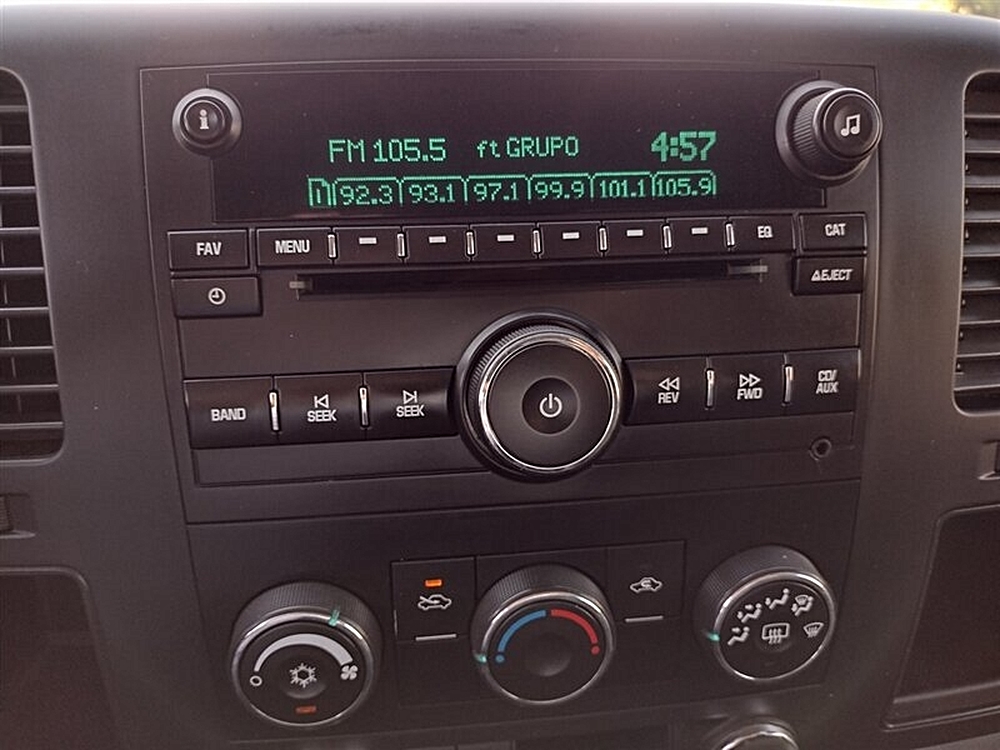 i
FM 105.5 ft GRUPO 4:57
92.3 93.1 97.1 99.9 101.1 105.9
FAV MENU EQ CAT
EJECT
BAND SEEK SEEK REV FWD CD/
AUX